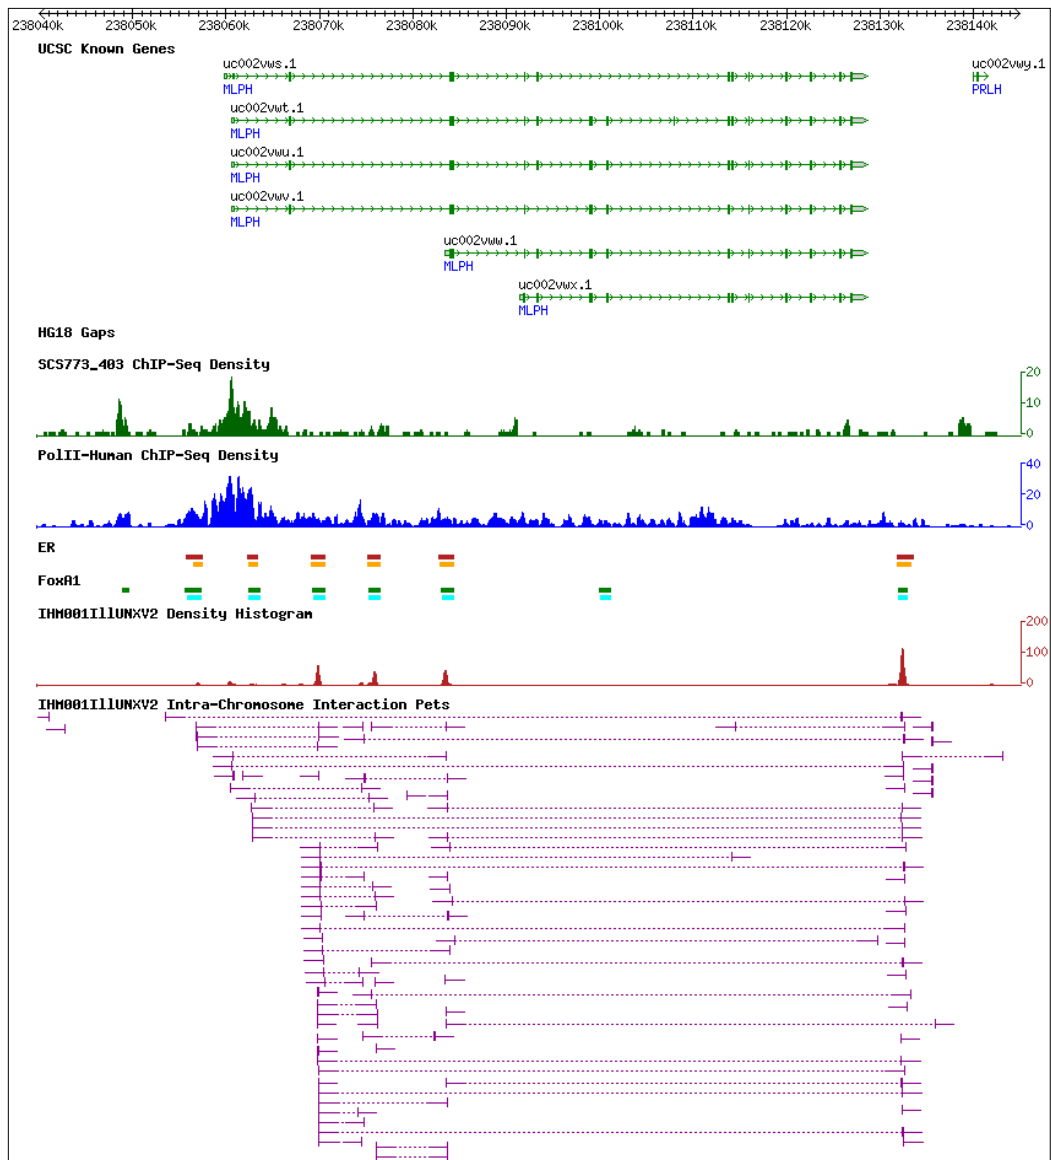 238040k 238050k 238060k 238070k 238080k 238090k 238100k 238110k 238120k 238130k 238140k
UCSC Known Genes
uc002vws.1 uc002vwy.1
MLPH PRLH
uc002vwt.1
MLPH
uc002vwu.1
MLPH
uc002vwv.1
MLPH
uc002vww.1
MLPH
uc002vwx.1
MLPH
HG18 Gaps
SCS773_403 ChIP-Seq Density
20
10
0
PolII-Human ChIP-Seq Density
40
20
0
ER
FoxA1
IHM001IllUNXV2 Density Histogram
200
100
0
IHM001IllUNXV2 Intra-Chromosome Interaction Pets